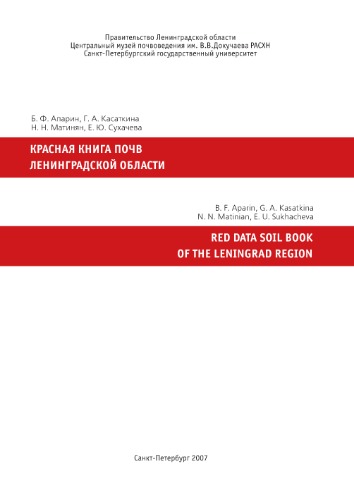 Правительство Ленинградской области
Центральный музей почвоведения им. В.В.Докучаева РАСХН
Санкт-Петербургский государственный университет
Б. Ф. Апарин, Г. А. Касаткина
Н. Н. Матинян, Е. Ю. Сухачева
КРАСНАЯ КНИГА ПОЧВ
ЛЕНИНГРАДСКОЙ ОБЛАСТИ
B. F. Aparin, G. A. Kasatkina
N. N. Matinian, E. U. Sukhacheva
RED DATA SOIL BOOK
OF THE LENINGRAD REGION
Санкт-Петербург 2007